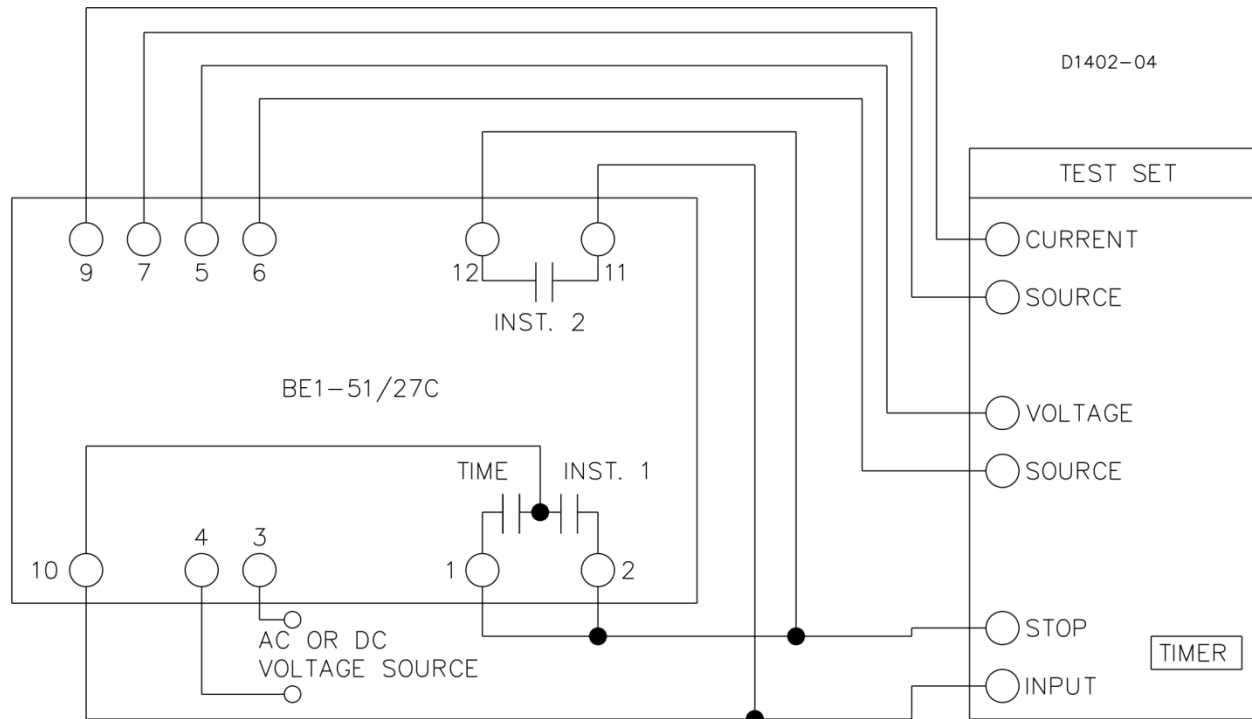 D1402-04
TEST SET
CURRENT
9
7
5
6
12
11
SOURCE
INST. 2
BE1-51/27C
VOLTAGE
TIME
INST. 1
SOURCE
4
3
10
1
2
STOP
AC OR DC
VOLTAGE SOURCE
TIMER
INPUT